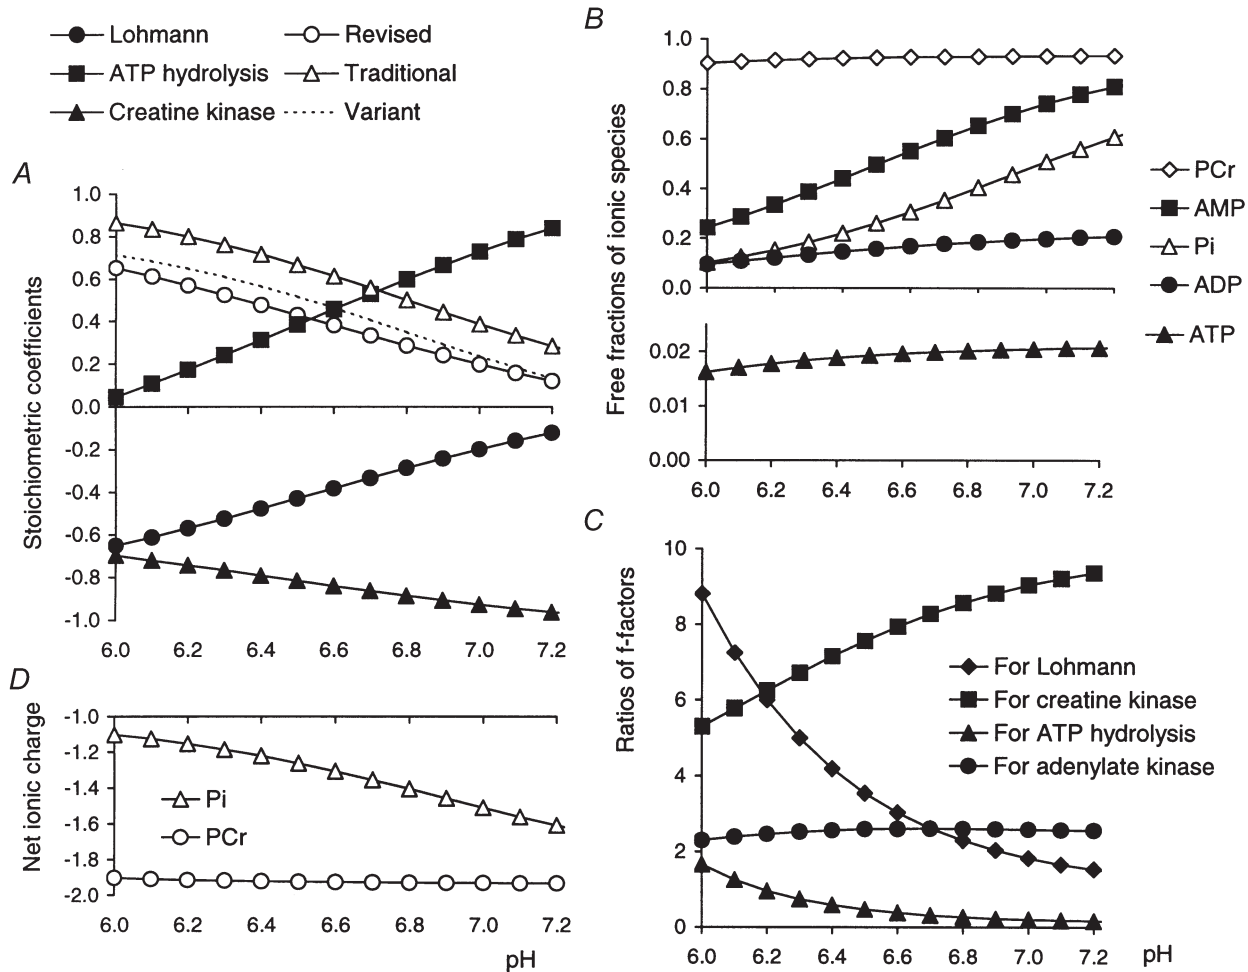 Lohmann
Revised
ATP hydrolysis
Traditional
Creatine kinase
Variant
A
Stoichiometric coefficients
1.0
0.8
0.6
0.4
0.2
0.0
-0.2
-0.4
-0.6
-0.8
-1.0
6.0 6.2 6.4 6.6 6.8 7.0 7.2
B
Free fractions of ionic species
1.0
0.8
0.6
0.4
0.2
0.0
0.02
0.01
0.00
6.0 6.2 6.4 6.6 6.8 7.0 7.2
PCr
AMP
Pi
ADP
ATP
C
Ratios of f-factors
10
8
6
4
2
0
For Lohmann
For creatine kinase
For ATP hydrolysis
For adenylate kinase
6.0 6.2 6.4 6.6 6.8 7.0 7.2
pH
D
Net ionic charge
-1.0
-1.2
-1.4
-1.6
-1.8
-2.0
Pi
PCr
6.0 6.2 6.4 6.6 6.8 7.0 7.2
pH